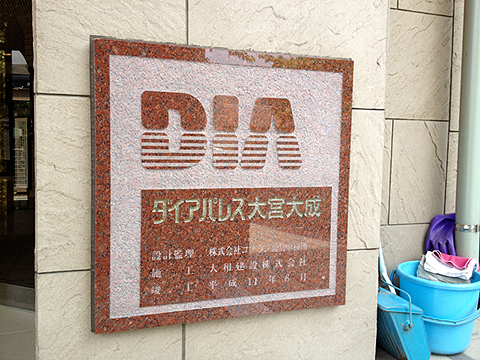 DIA
ダイアパレス大宮大成
設計監理 株式会社
施工 大相建設株式会社
竣工 平成11年6月